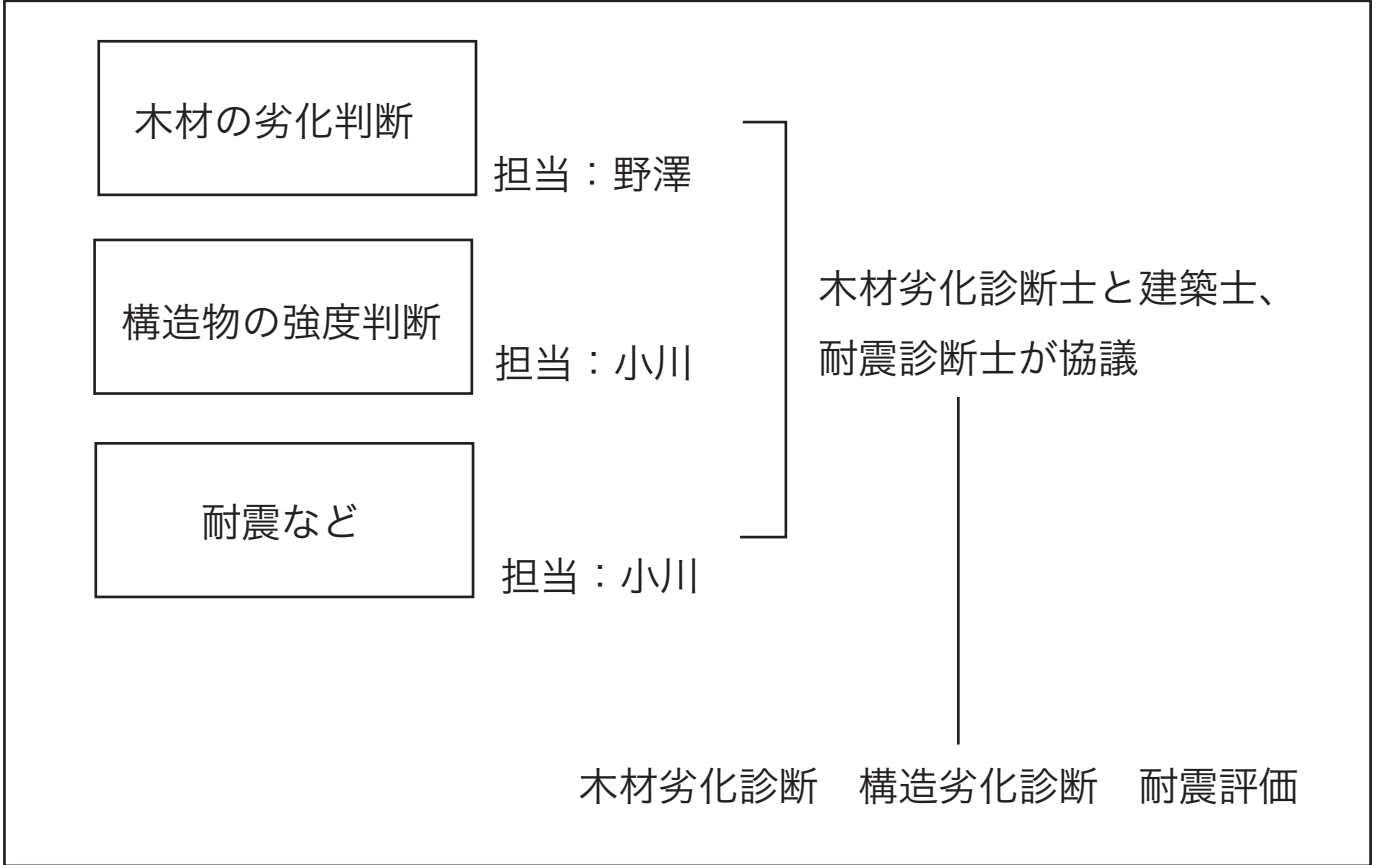 木材の劣化判断
担当：野澤
構造物の強度判断
担当：小川
耐震など
担当：小川
木材劣化診断士と建築士、
耐震診断士が協議
木材劣化診断　構造劣化診断　耐震評価